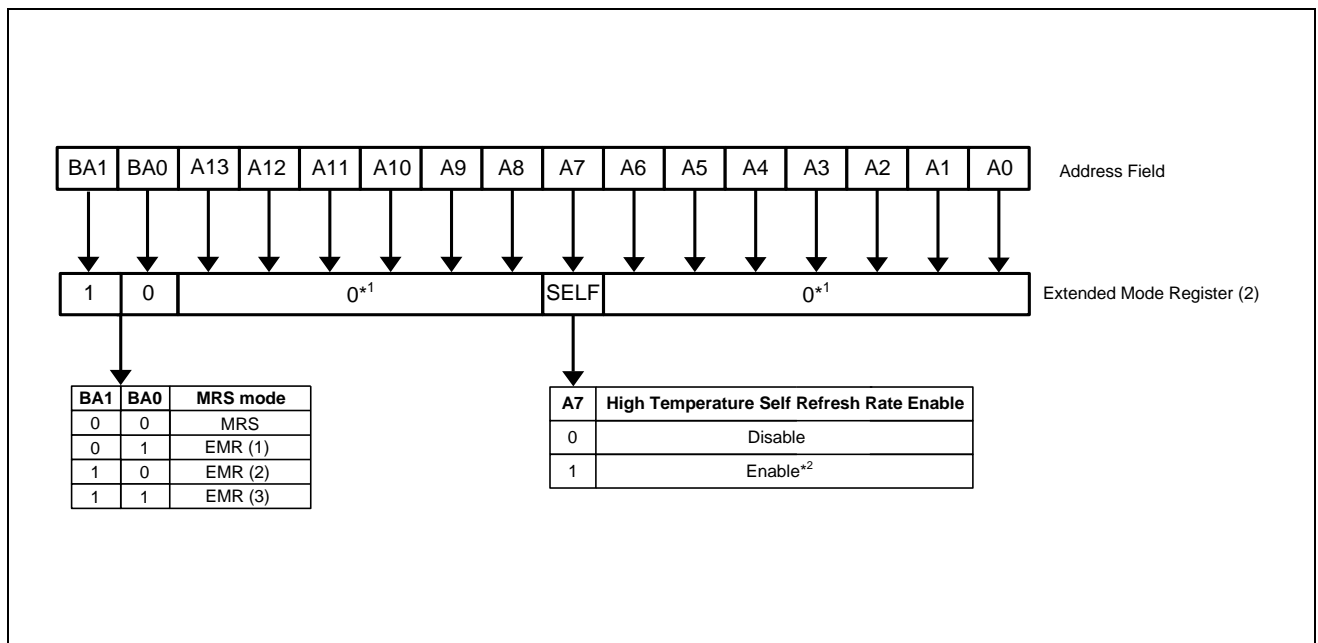 BA1 BA0 A13 A12 A11 A10 A9 A8 A7 A6 A5 A4 A3 A2 A1 A0 Address Field
1 0 0*1 SELF 0*1 Extended Mode Register (2)
BA1 BA0 MRS mode
0 0 MRS
0 1 EMR (1)
1 0 EMR (2)
1 1 EMR (3)
A7 High Temperature Self Refresh Rate Enable
0 Disable
1 Enable*2